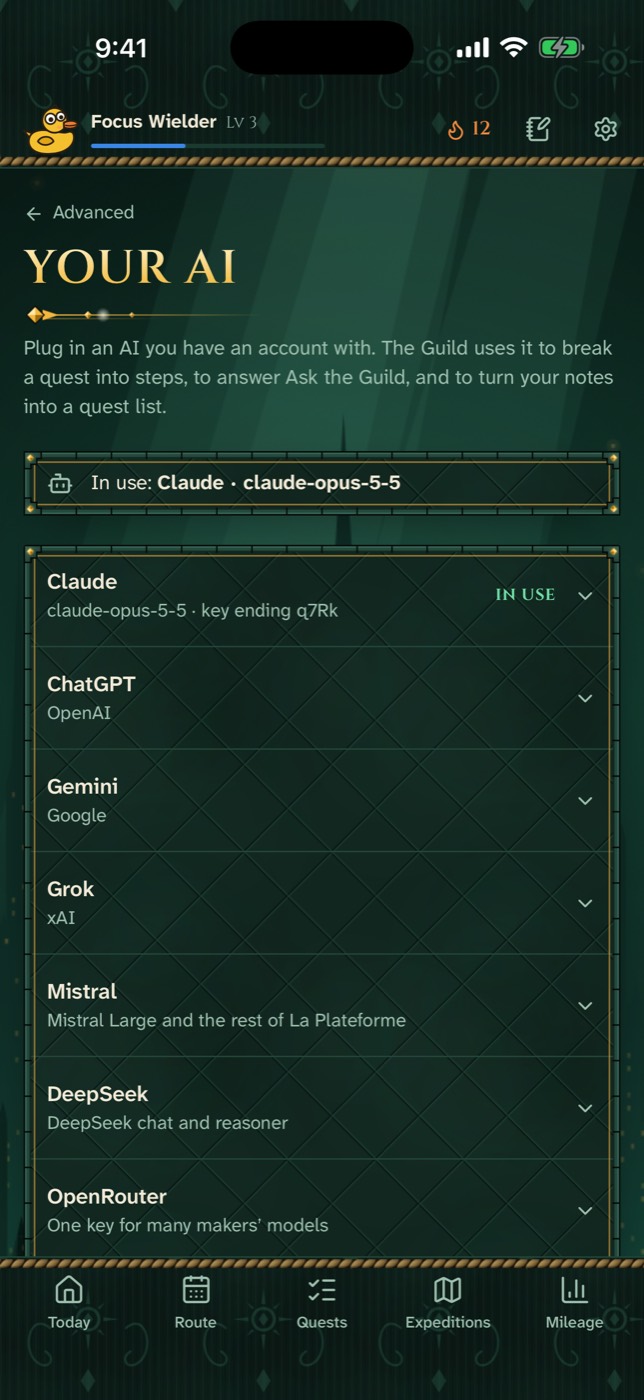 9:41
Focus Wielder Lv 3
12
Advanced
YOUR AI
Plug in an AI you have an account with. The Guild uses it to break
a quest into steps, to answer Ask the Guild, and to turn your notes
into a quest list.
In use: Claude · claude-opus-5-5
Claude
claude-opus-5-5 · key ending q7Rk
IN USE
ChatGPT
OpenAI
Gemini
Google
Grok
xAI
Mistral
Mistral Large and the rest of La Plateforme
DeepSeek
DeepSeek chat and reasoner
OpenRouter
One key for many makers’ models
Today
Route
Quests
Expeditions
Mileage